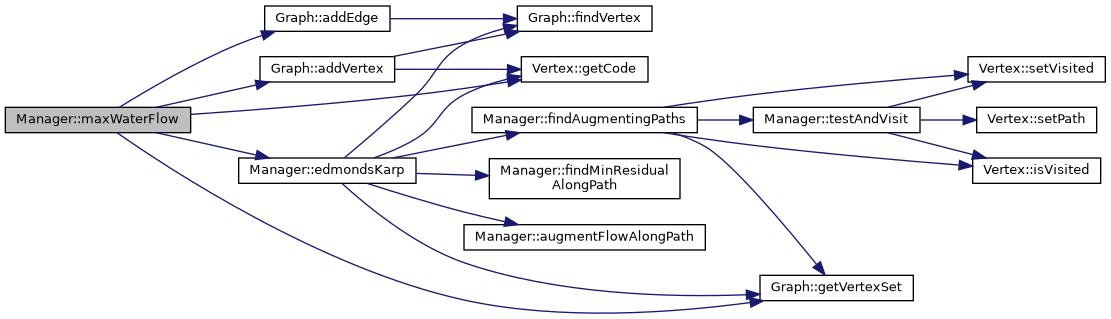 Manager::maxWaterFlow
Graph::addEdge
Graph::addVertex
Manager::edmondsKarp
Graph::findVertex
Vertex::getCode
Manager::findAugmentingPaths
Manager::findMinResidual
AlongPath
Manager::augmentFlowAlongPath
Manager::testAndVisit
Graph::getVertexSet
Vertex::setVisited
Vertex::setPath
Vertex::isVisited